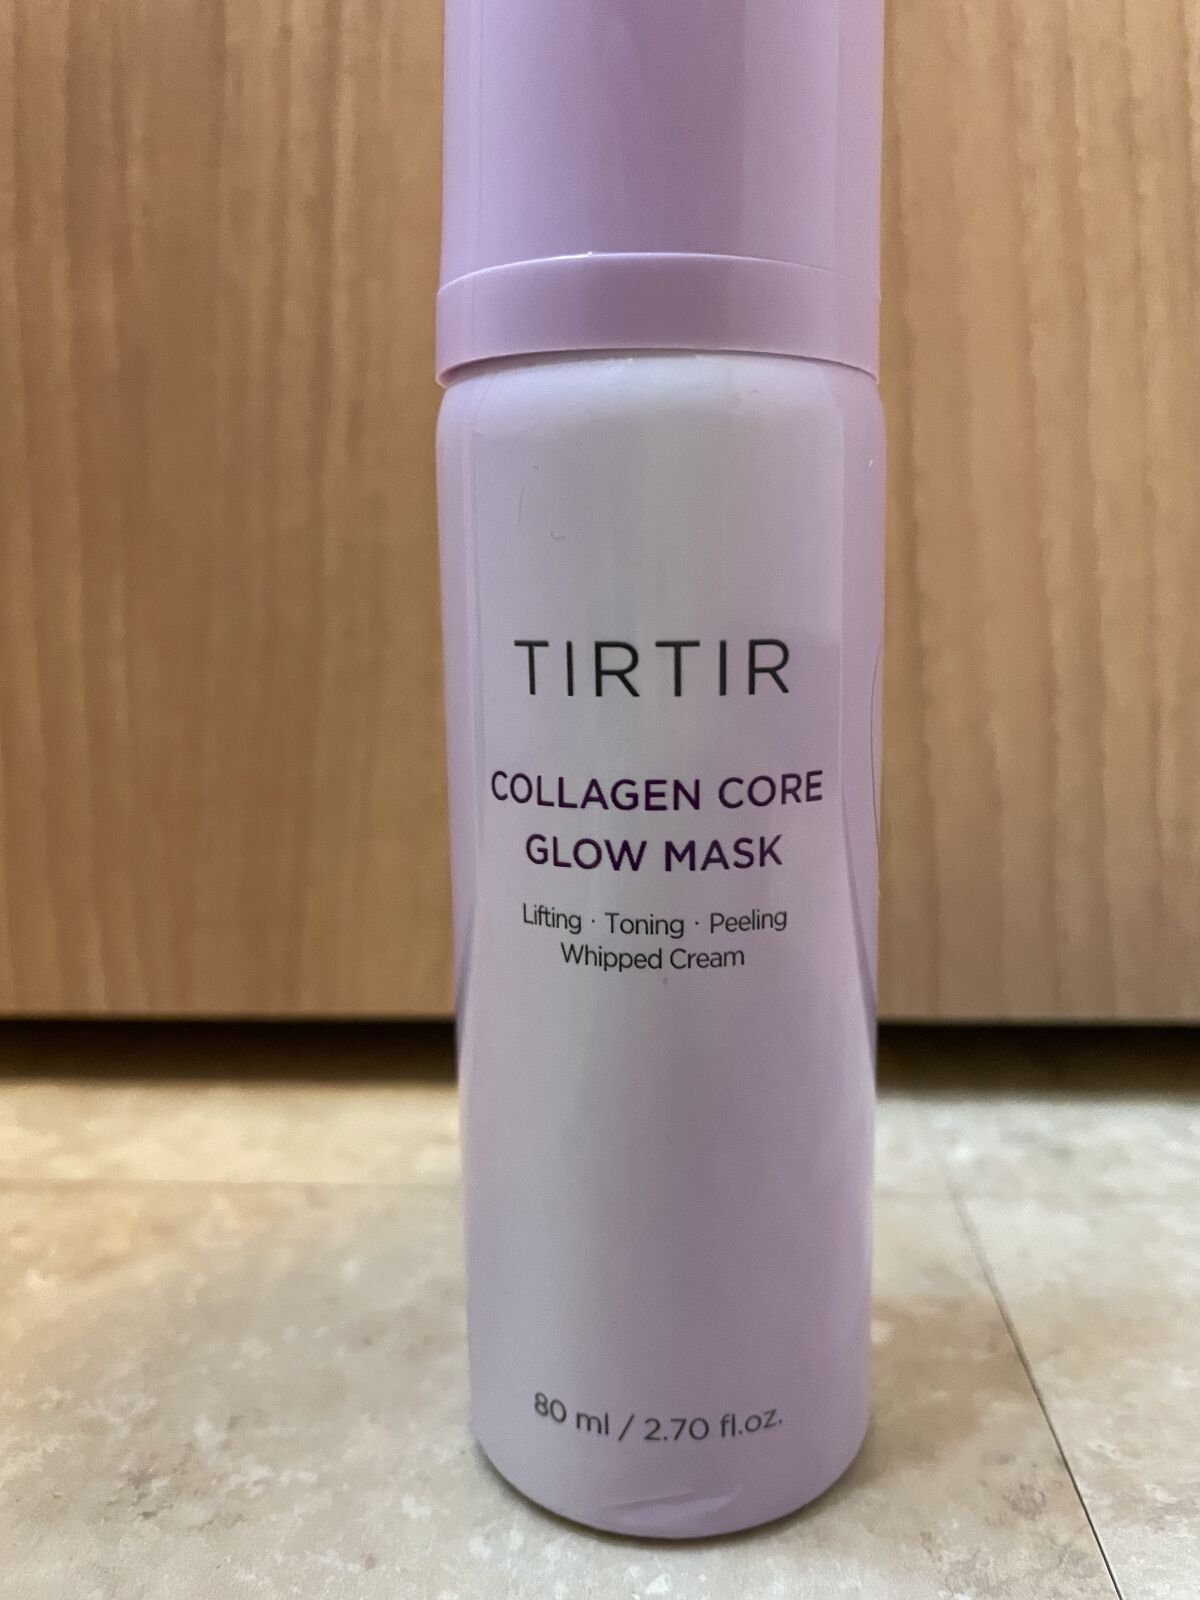 TIRTIR
COLLAGEN CORE
GLOW MASK
Lifting · Toning · Peeling
Whipped Cream
80 ml / 2.70 fl.oz.